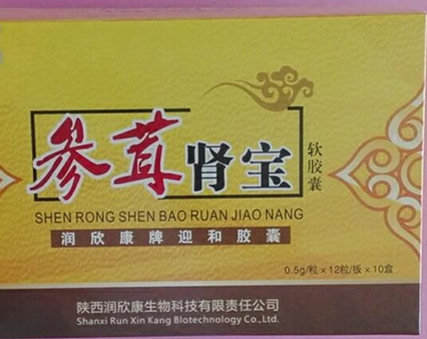 参茸肾宝
软胶囊
SHEN RONG SHEN BAO RUAN JIAO NANG
润欣康牌迎和胶囊
0.5g/粒×12粒/板×10盒
陕西润欣康生物科技有限责任公司
Shanxi Run Xin Kang Biotechnology Co.,Ltd.